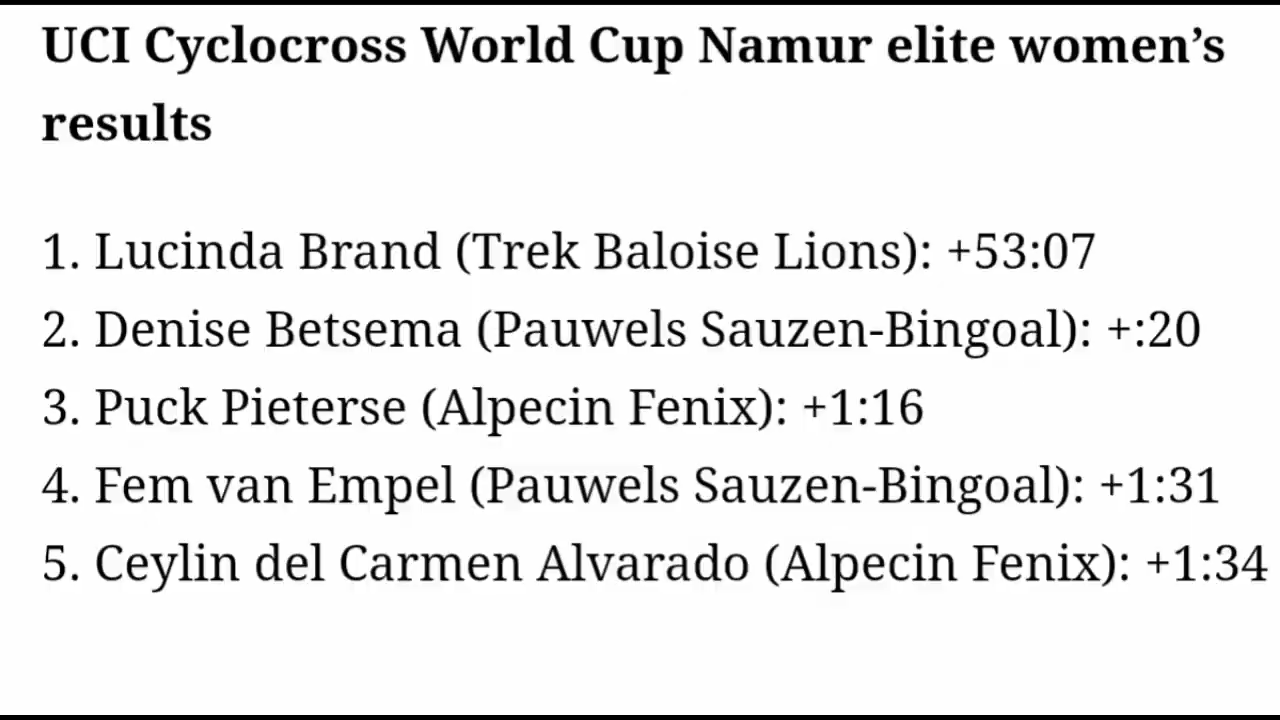 UCI Cyclocross World Cup Namur elite women’s
results
1. Lucinda Brand (Trek Baloise Lions): +53:07
2. Denise Betsema (Pauwels Sauzen-Bingoal): +:20
3. Puck Pieterse (Alpecin Fenix): +1:16
4. Fem van Empel (Pauwels Sauzen-Bingoal): +1:31
5. Ceylin del Carmen Alvarado (Alpecin Fenix): +1:34